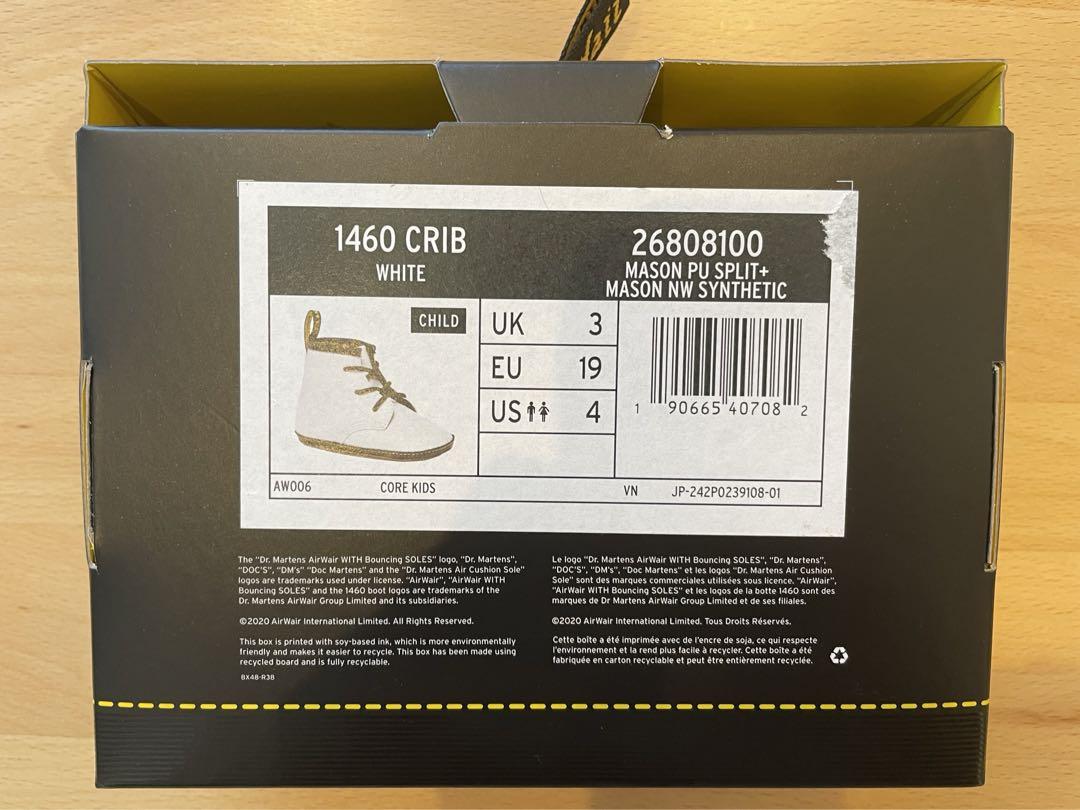 1460 CRIB
WHITE
26808100
MASON PU SPLIT+
MASON NW SYNTHETIC
CHILD
UK 3
EU 19
US 4
1 90665 40708 2
AW006 CORE KIDS VN JP-242P0239108-01
The "Dr. Martens AirWair WITH Bouncing SOLES" logo, "Dr. Martens",
"DOC'S", "DM's" "Doc Martens" and the "Dr. Martens Air Cushion Sole"
logos are trademarks used under license. "AirWair", "AirWair WITH
Bouncing SOLES" and the 1460 boot logos are trademarks of the
Dr. Martens AirWair Group Limited and its subsidiaries.
©2020 AirWair International Limited. All Rights Reserved.
This box is printed with soy-based ink, which is more environmentally
friendly and makes it easier to recycle. This box has been made using
recycled board and is fully recyclable.
BX48-R38
Le logo "Dr. Martens AirWair WITH Bouncing SOLES", "Dr. Martens",
"DOC'S", "DM's", "Doc Martens" et les logos "Dr. Martens Air Cushion
Sole" sont des marques commerciales utilisées sous licence. "AirWair",
"AirWair WITH Bouncing SOLES" et les logos de la botte 1460 sont des
marques de Dr Martens AirWair Group Limited et de ses filiales.
©2020 AirWair International Limited. Tous Droits Réservés.
Cette boîte a été imprimée avec de l'encre de soja, ce qui respecte
l'environnement et la rend plus facile à recycler. Cette boîte a été
fabriquée en carton recyclable et peut être entièrement recyclée.